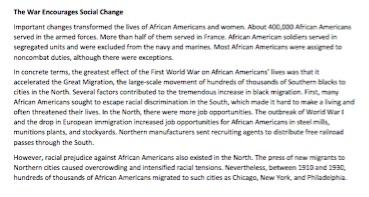 The War Encourages Social Change
Important changes transformed the lives of African Americans and women. About 400,000 African Americans
served in the armed forces. More than half of them served in France. African American soldiers served in
segregated units and were excluded from the navy and marines. Most African Americans were assigned to
noncombat duties, although there were exceptions.
In concrete terms, the greatest effect of the First World War on African Americans' lives was that it
accelerated the Great Migration, the large-scale movement of hundreds of thousands of Southern blacks to
cities in the North. Several factors contributed to the tremendous increase in black migration. First, many
African Americans sought to escape racial discrimination in the South, which made it hard to make a living and
often threatened their lives. In the North, there were more job opportunities. The outbreak of World War I
and the drop in European immigration increased job opportunities for African Americans in steel mills,
munitions plants, and stockyards. Northern manufacturers sent recruiting agents to distribute free railroad
passes through the South.
However, racial prejudice against African Americans also existed in the North. The press of new migrants to
Northern cities caused overcrowding and intensified racial tensions. Nevertheless, between 1910 and 1930,
hundreds of thousands of African Americans migrated to such cities as Chicago, New York, and Philadelphia.